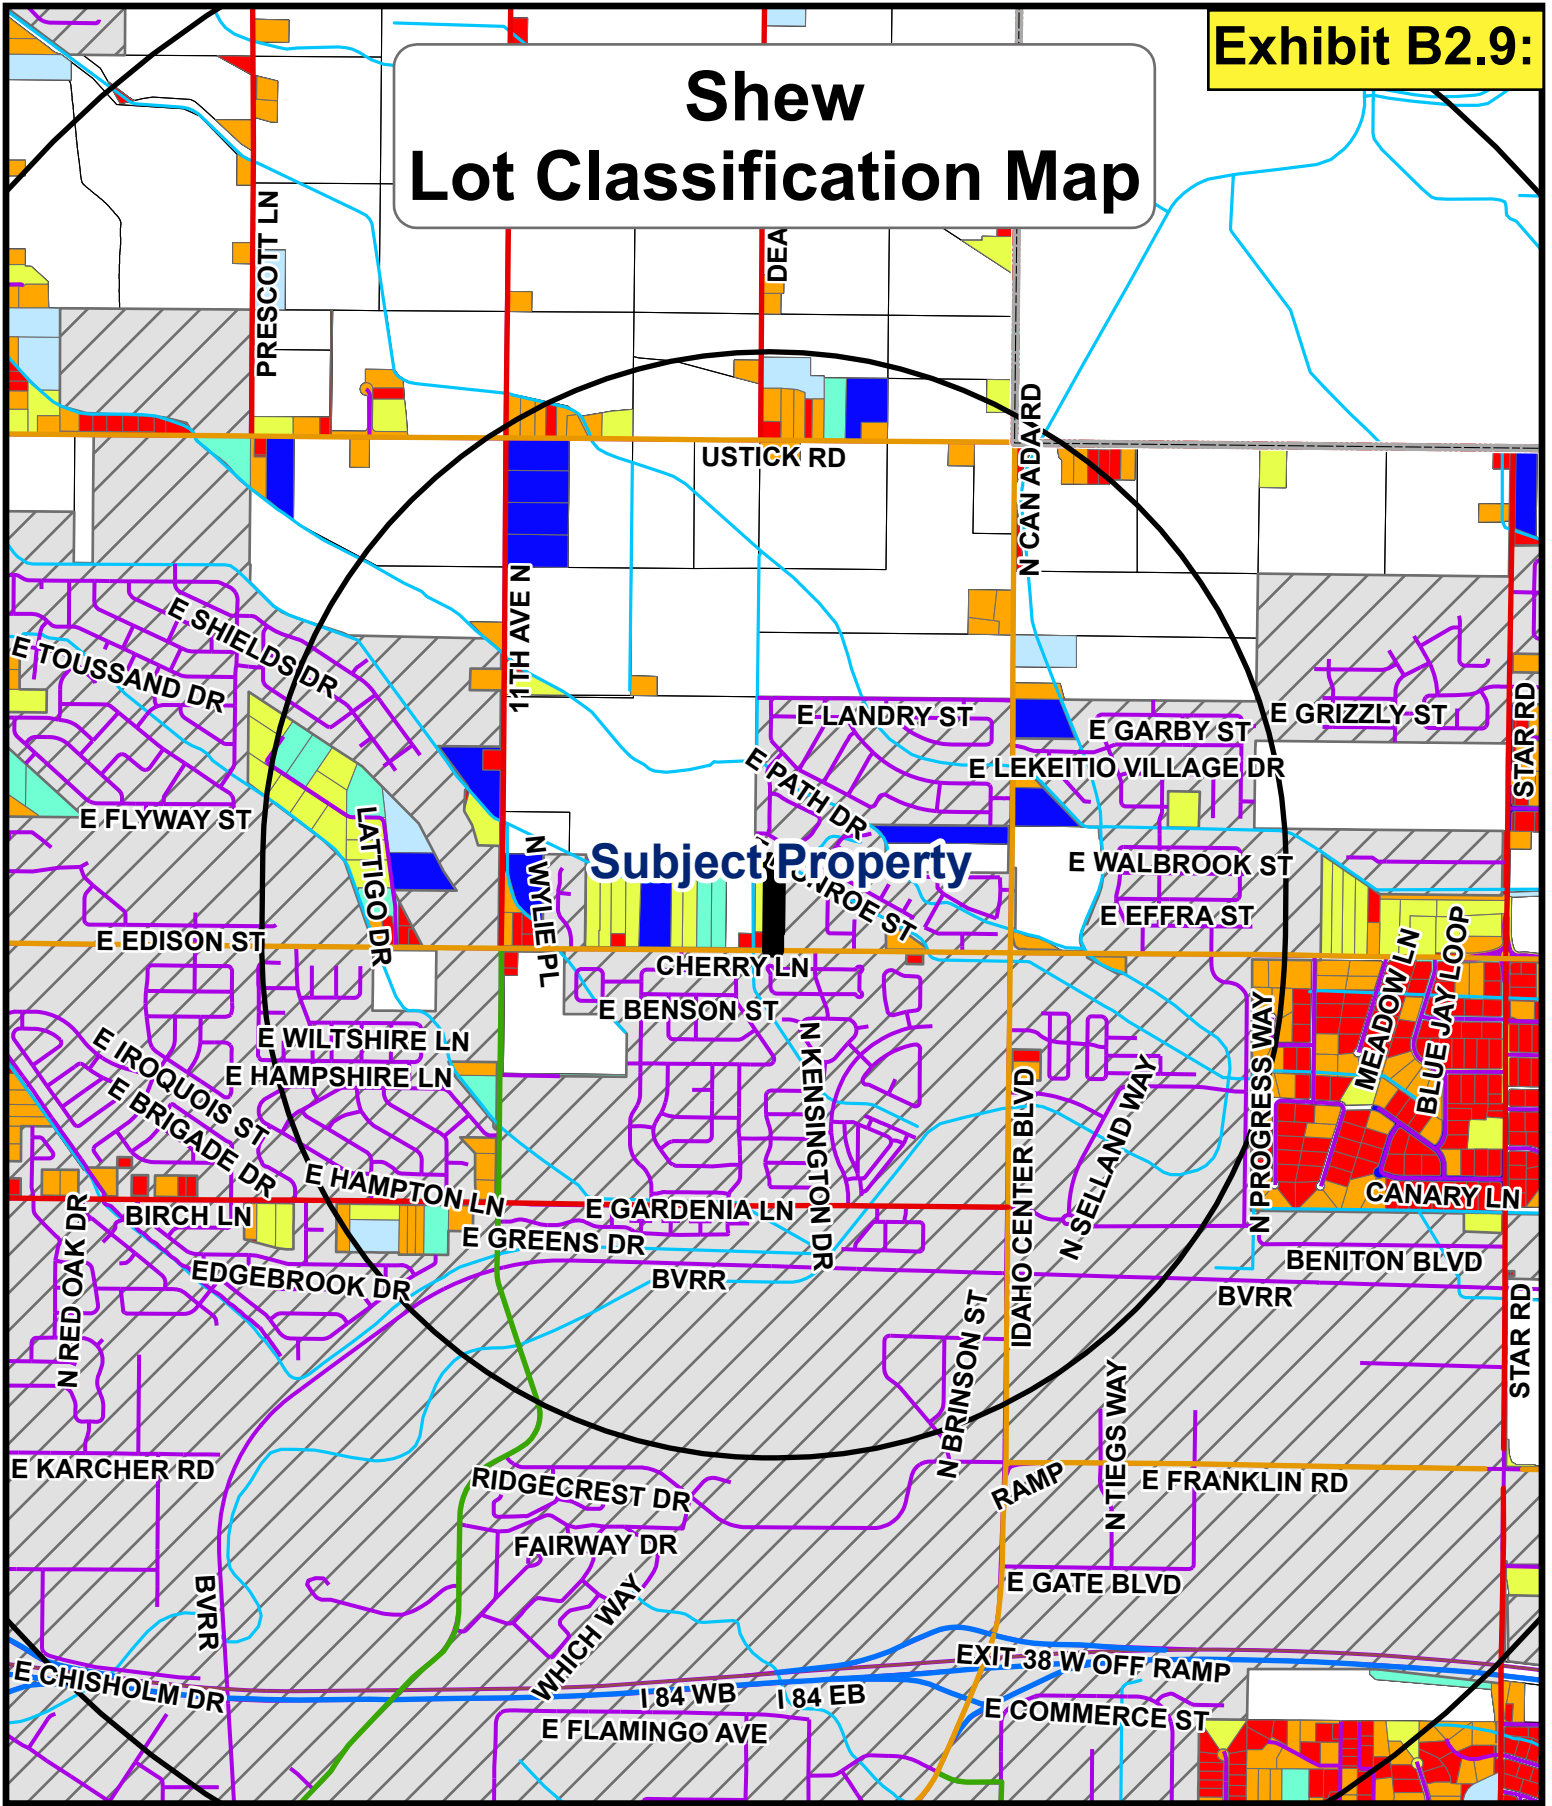 Exhibit B2.9:
Shew
Lot Classification Map
PRESCOTT LN
DEA
USTICK RD
N CAN ADA RD
11TH AVE N
E SHIELDS DR
E TOUSSAND DR
E LANDRY ST
E GARBY ST
E GRIZZLY ST
STAR RD
E PATH DR
E LEKEITIO VILLAGE DR
E FLYWAY ST
LATTIGO DR
N WYLIE PL
Subject Property
E WALBROOK ST
E EFFRA ST
E EDISON ST
CHERRY LN
MEADOW LN
BLUE JAY LOOP
E BENSON ST
E WILTSHIRE LN
E IROQUOIS ST
E HAMPSHIRE LN
E BRIGADE DR
N KENSINGTON DR
IDAHO CENTER BLVD
N SELLAND WAY
N PROGRESS WAY
E HAMPTON LN
CANARY LN
N RED OAK DR
BIRCH LN
E GARDENIA LN
E GREENS DR
BENITON BLVD
EDGEBROOK DR
BVRR
BVRR
STAR RD
N BRINSON ST
N TIEGS WAY
E KARCHER RD
RIDGECREST DR
RAMP
E FRANKLIN RD
FAIRWAY DR
E GATE BLVD
BVRR
WHICH WAY
EXIT 38 W OFF RAMP
E CHISHOLM DR
I 84 WB
I 84 EB
E COMMERCE ST
E FLAMINGO AVE